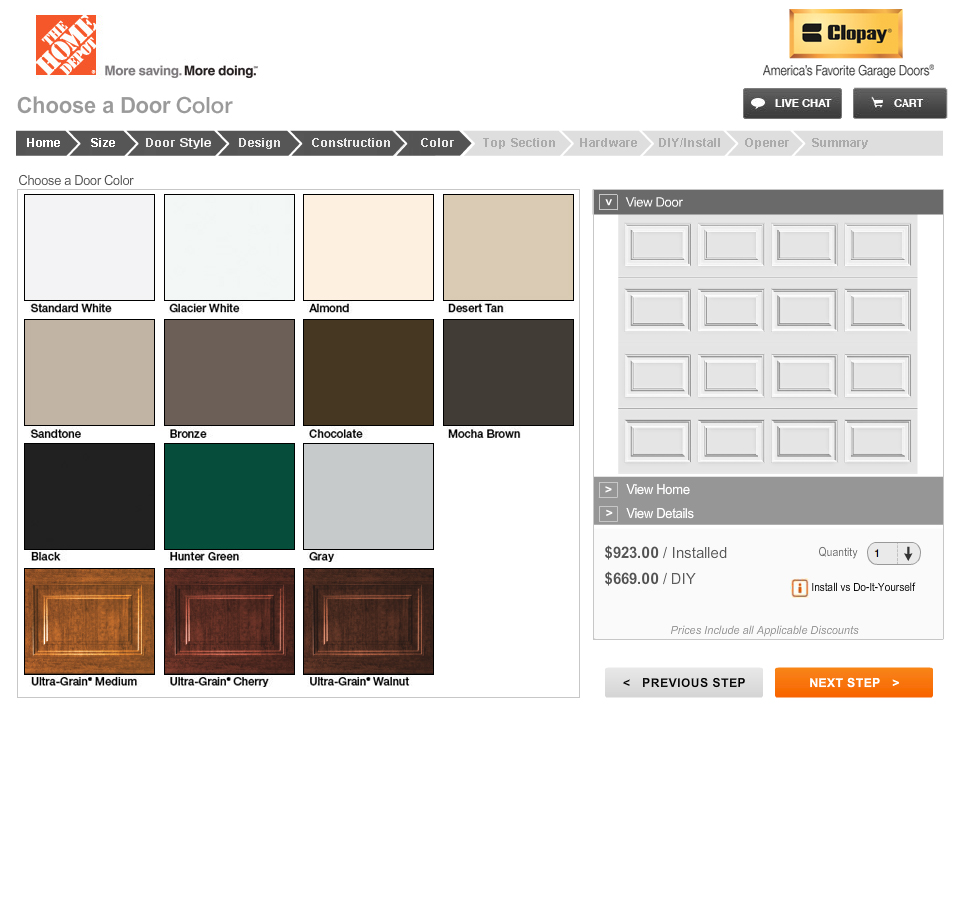 THE
HOME
DEPOT
More saving. More doing.™
Clopay®
America's Favorite Garage Doors®
Choose a Door Color
LIVE CHAT
CART
Home Size Door Style Design Construction Color Top Section Hardware DIY/Install Opener Summary
Choose a Door Color
Standard White Glacier White Almond Desert Tan
Sandtone Bronze Chocolate Mocha Brown
Black Hunter Green Gray
Ultra-Grain® Medium Ultra-Grain® Cherry Ultra-Grain® Walnut
v View Door
> View Home
> View Details
$923.00 / Installed Quantity 1
$669.00 / DIY
i Install vs Do-It-Yourself
Prices Include all Applicable Discounts
< PREVIOUS STEP NEXT STEP >